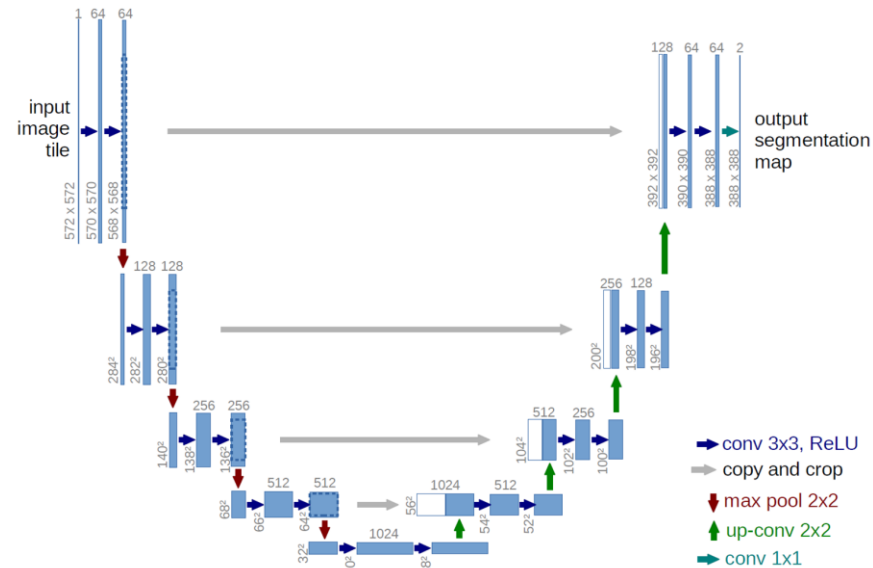 1 64 64
128 64 64 2
input
image
tile
output
segmentation
map
572 x 572
570 x 570
568 x 568
392 x 392
390 x 390
388 x 388
388 x 388
128 128
256 128
284²
282²
280²
200²
198²
196²
256 256
512 256
140²
138²
136²
104²
102²
100²
512 512
1024 512
68²
66²
64²
56²
54²
52²
1024
32²
0²
8²
conv 3x3, ReLU
copy and crop
max pool 2x2
up-conv 2x2
conv 1x1